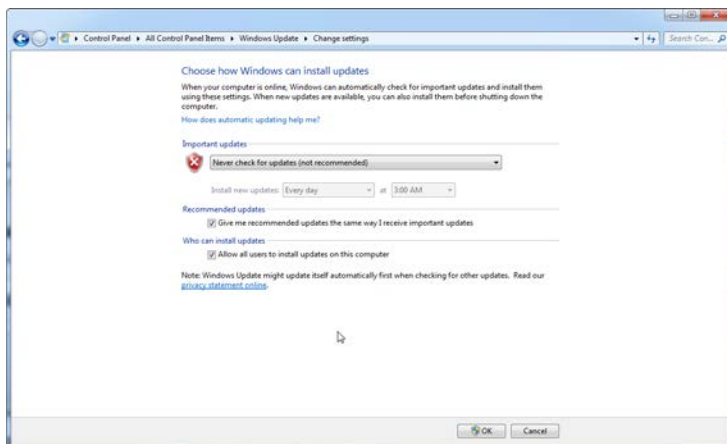 Control Panel ▸ All Control Panel Items ▸ Windows Update ▸ Change settings
Search Con...
Choose how Windows can install updates
When your computer is online, Windows can automatically check for important updates and install them
using these settings. When new updates are available, you can also install them before shutting down the
computer.
How does automatic updating help me?
Important updates
Never check for updates (not recommended)
Install new updates: Every day at 3:00 AM
Recommended updates
Give me recommended updates the same way I receive important updates
Who can install updates
Allow all users to install updates on this computer
Note: Windows Update might update itself automatically first when checking for other updates. Read our
privacy statement online.
OK Cancel